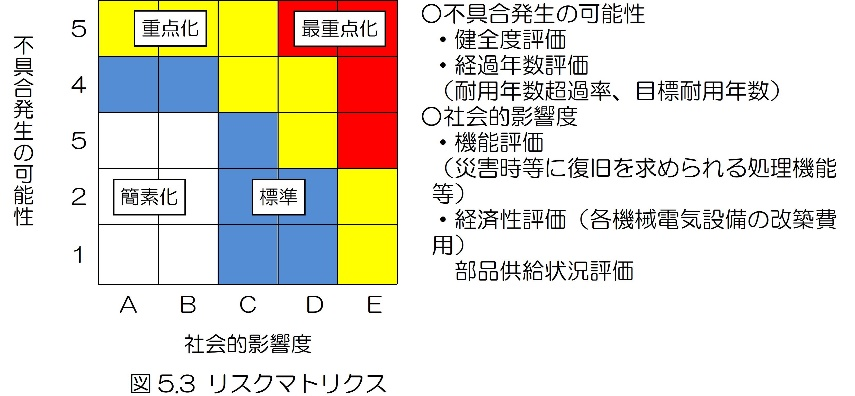 不具合発生の可能性
5
4
5
2
1
重点化
最重点化
簡素化
標準
A B C D E
社会的影響度
図5.3 リスクマトリクス
〇不具合発生の可能性
・健全度評価
・経過年数評価
（耐用年数超過率、目標耐用年数）
〇社会的影響度
・機能評価
（災害時等に復旧を求められる処理機能
等）
・経済性評価（各機械電気設備の改築費
用）
部品供給状況評価